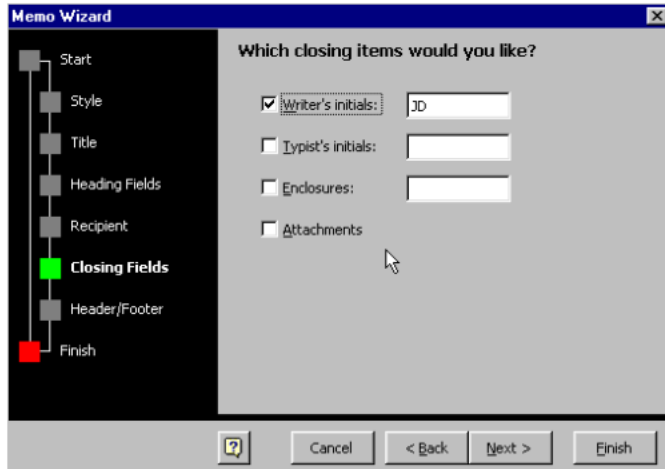 Memo Wizard
Start
Style
Title
Heading Fields
Recipient
Closing Fields
Header/Footer
Finish
Which closing items would you like?
Writer's initials: JD
Typist's initials:
Enclosures:
Attachments
? Cancel < Back Next > Finish